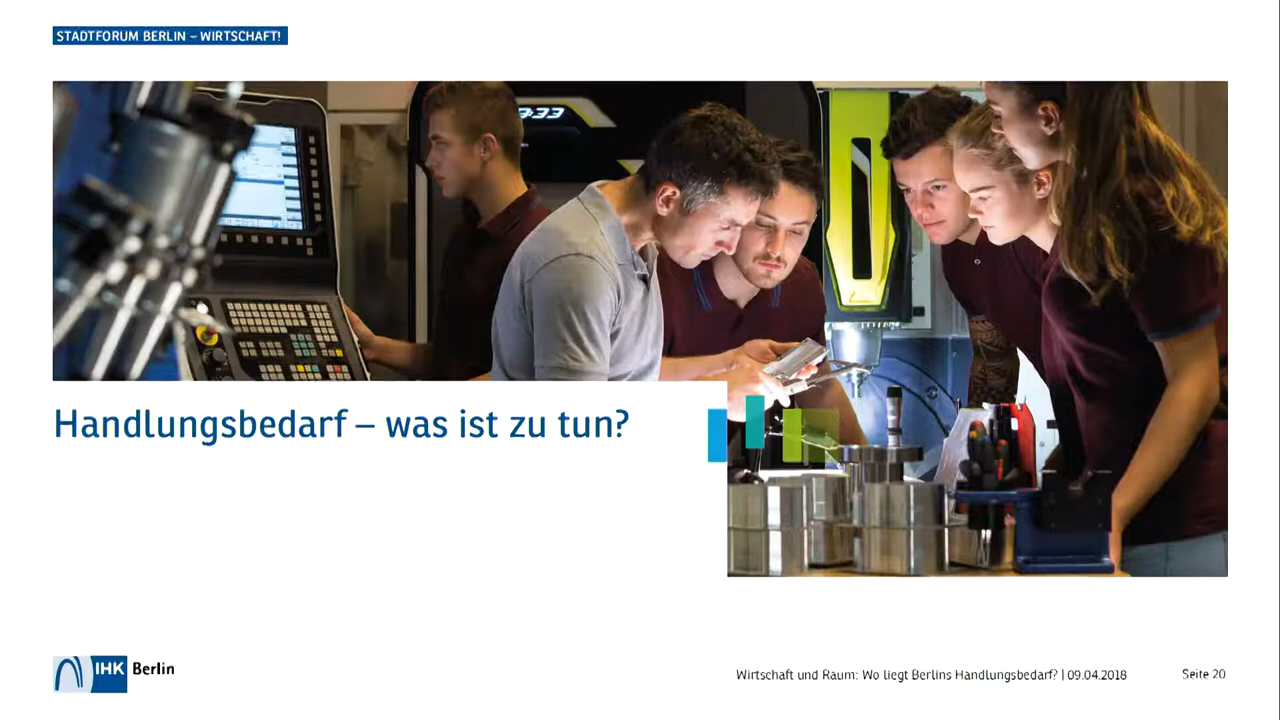 STADTFORUM BERLIN – WIRTSCHAFT!
Handlungsbedarf – was ist zu tun?
IHK Berlin
Wirtschaft und Raum: Wo liegt Berlins Handlungsbedarf? | 09.04.2018
Seite 20